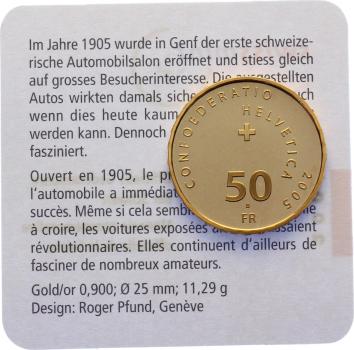 Im Jahre 1905 wurde in Genf der erste schweize-
rische Automobilsalon eröffnet und stiess gleich
auf grosses Besucherinteresse. Die ausgestellten
Autos wirkten damals
wenn dies heute kaum
werden kann. Dennoch
fasziniert.
Ouvert en 1905, le
l'automobile a immédiat
succès. Même si cela
à croire, les voitures exposées
révolutionnaires. Elles continuent d'ailleurs de
fasciner de nombreux amateurs.
Gold/or 0,900; Ø 25 mm; 11,29 g
Design: Roger Pfund, Genève
CONFOEDERATIO HELVETICA 2005
50
B
FR